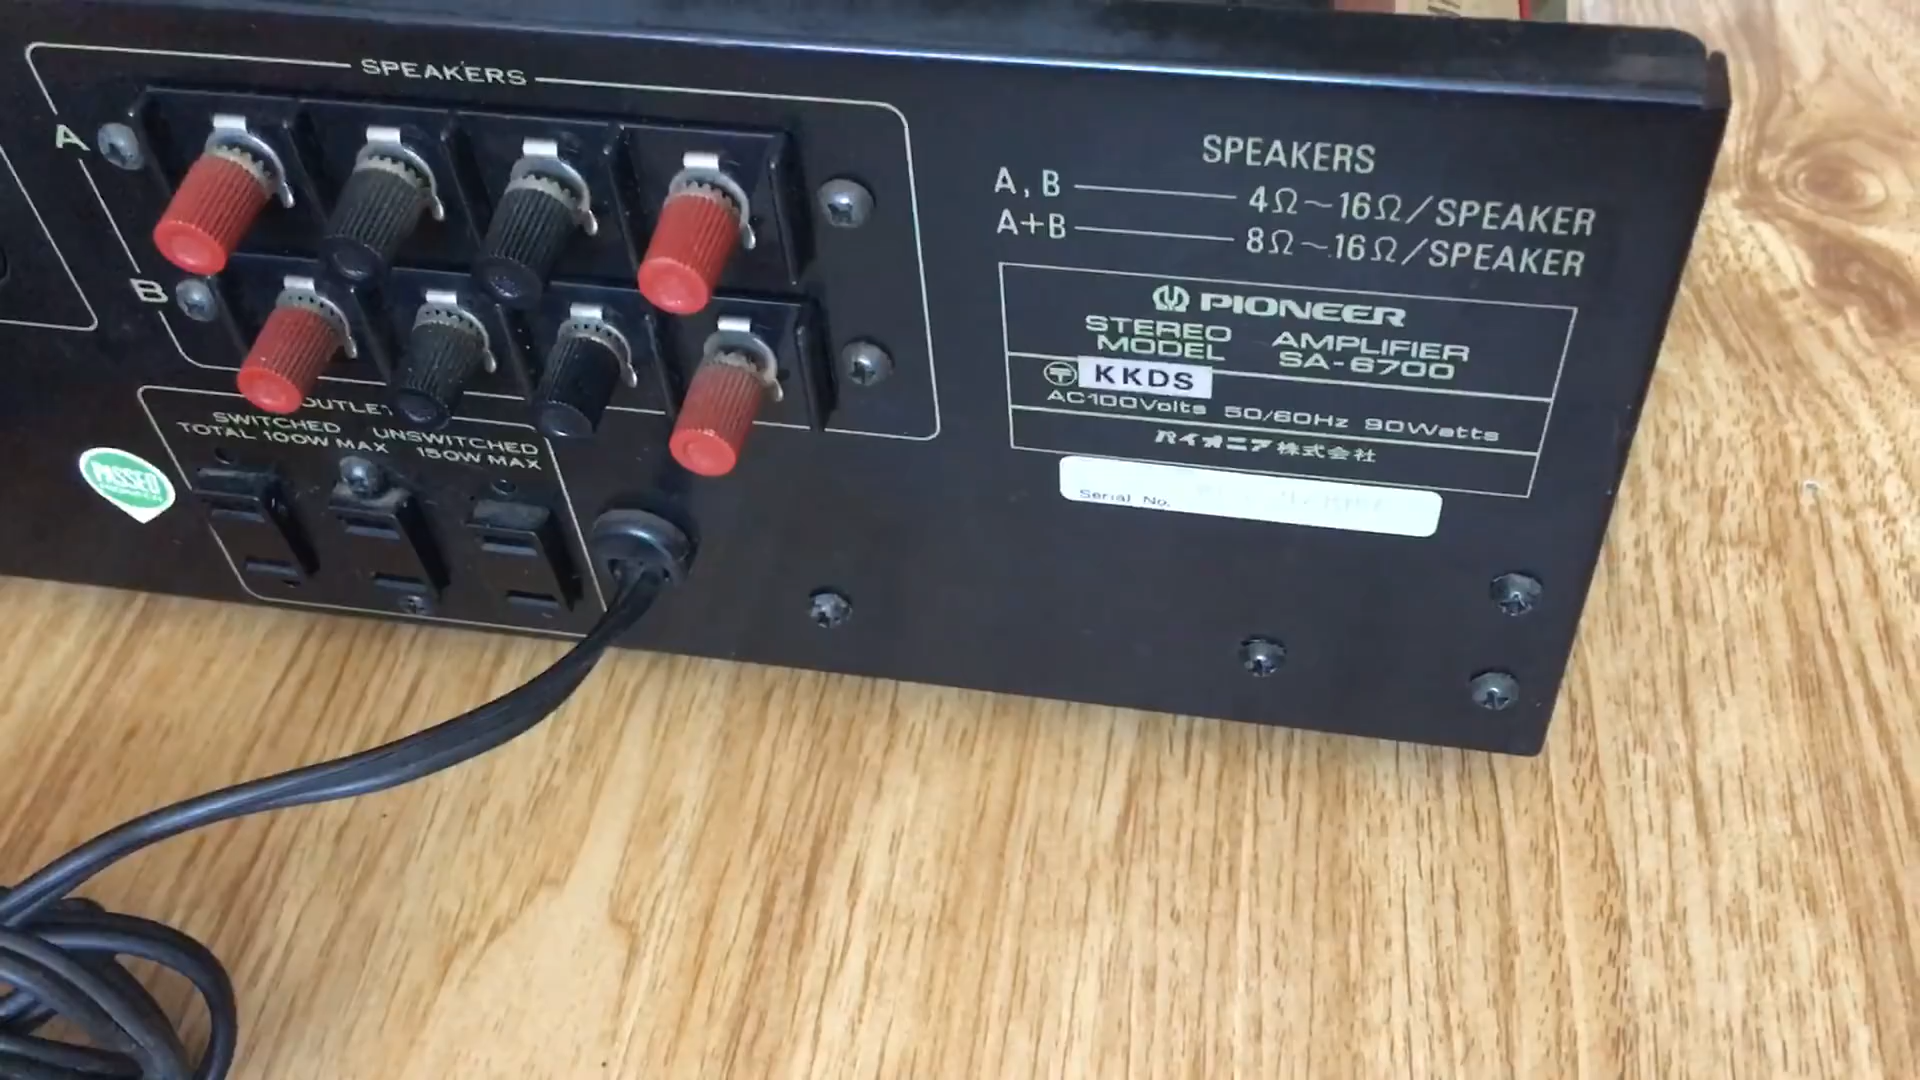 SPEAKERS
A
B
OUTLET
SWITCHED
TOTAL 100W MAX
UNSWITCHED
150W MAX
PASSED
PIONEER
SPEAKERS
A, B 4Ω~16Ω/SPEAKER
A+B 8Ω~16Ω/SPEAKER
PIONEER
STEREO AMPLIFIER
MODEL SA-6700
〒 KKDS
AC100Volts 50/60Hz 90Watts
パイオニア株式会社
Serial No.